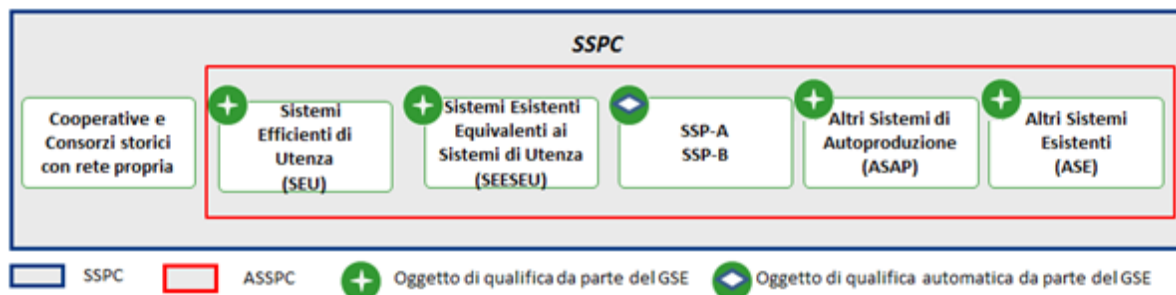 SSPC
Cooperative e
Consorzi storici
con rete propria
Sistemi
Efficienti di
Utenza
(SEU)
Sistemi Esistenti
Equivalenti ai
Sistemi di Utenza
(SEESEU)
SSP-A
SSP-B
Altri Sistemi di
Autoproduzione
(ASAP)
Altri Sistemi
Esistenti
(ASE)
SSPC
ASSPC
Oggetto di qualifica da parte del GSE
Oggetto di qualifica automatica da parte del GSE